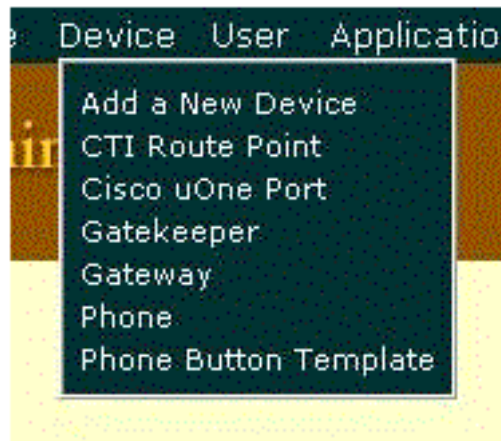 Device User Applicatio
Add a New Device
CTI Route Point
Cisco uOne Port
Gatekeeper
Gateway
Phone
Phone Button Template